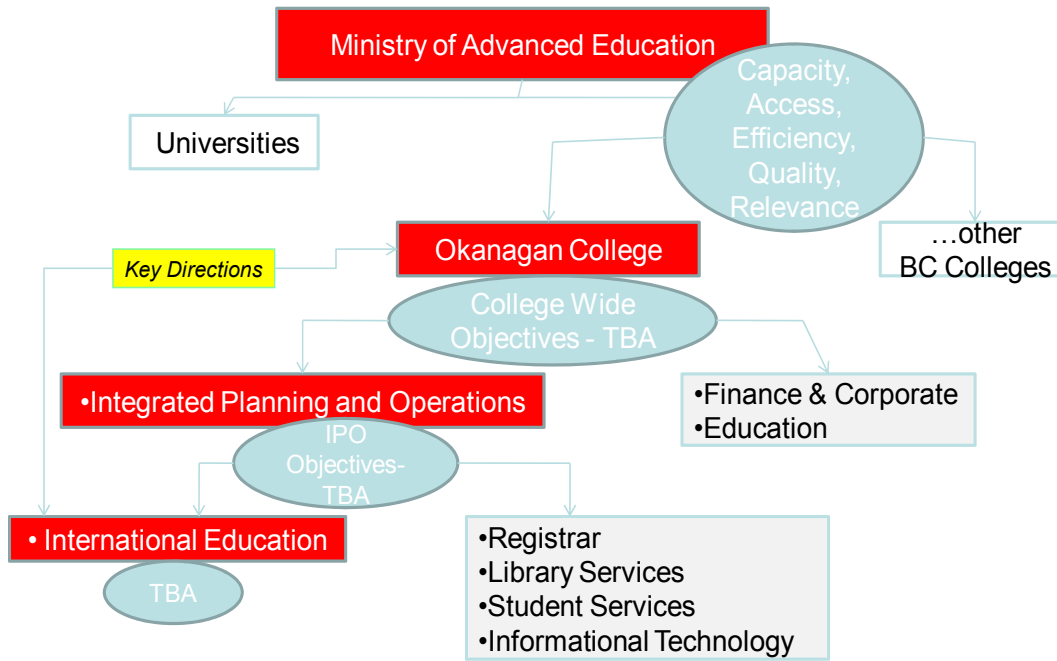 Ministry of Advanced Education
Capacity,
Access,
Efficiency,
Quality,
Relevance
Universities
…other
BC Colleges
Okanagan College
Key Directions
College Wide
Objectives - TBA
•Integrated Planning and Operations
•Finance & Corporate
•Education
IPO
Objectives-
TBA
• International Education
TBA
•Registrar
•Library Services
•Student Services
•Informational Technology